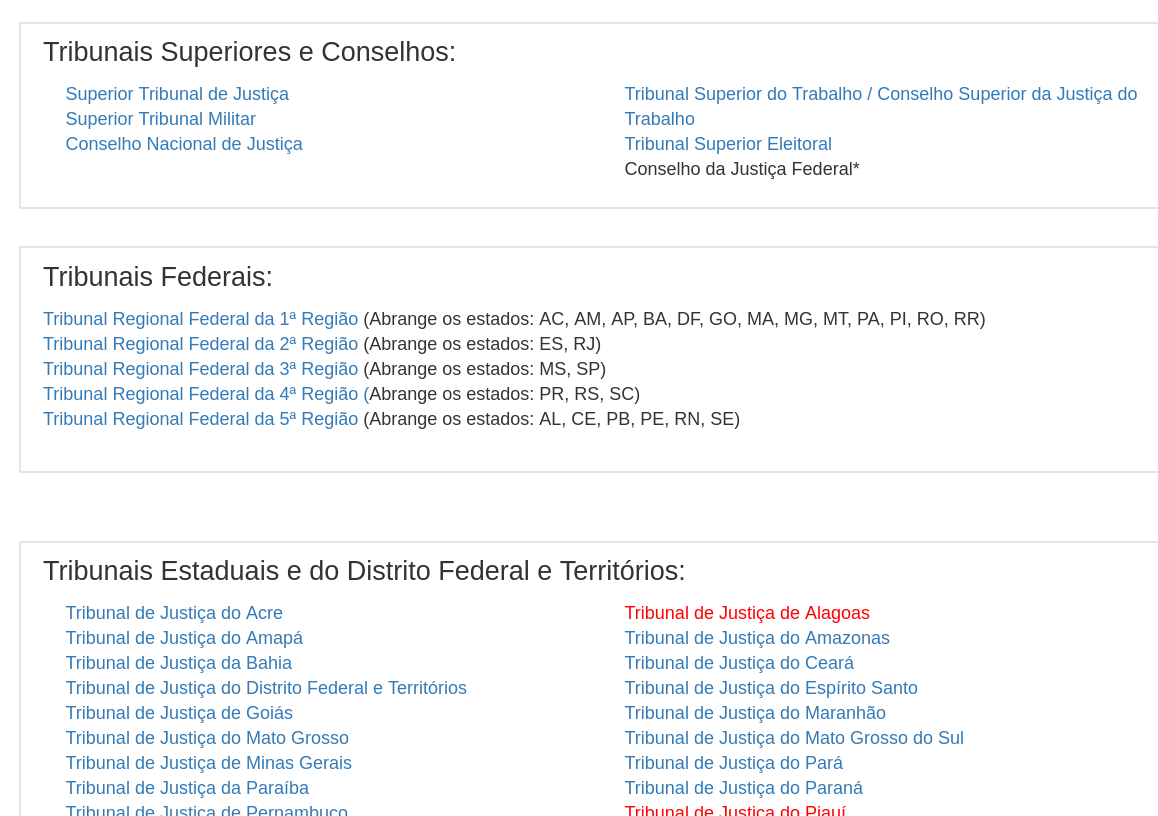 Tribunais Superiores e Conselhos:
Superior Tribunal de Justiça
Superior Tribunal Militar
Conselho Nacional de Justiça
Tribunal Superior do Trabalho / Conselho Superior da Justiça do
Trabalho
Tribunal Superior Eleitoral
Conselho da Justiça Federal*
Tribunais Federais:
Tribunal Regional Federal da 1ª Região (Abrange os estados: AC, AM, AP, BA, DF, GO, MA, MG, MT, PA, PI, RO, RR)
Tribunal Regional Federal da 2ª Região (Abrange os estados: ES, RJ)
Tribunal Regional Federal da 3ª Região (Abrange os estados: MS, SP)
Tribunal Regional Federal da 4ª Região (Abrange os estados: PR, RS, SC)
Tribunal Regional Federal da 5ª Região (Abrange os estados: AL, CE, PB, PE, RN, SE)
Tribunais Estaduais e do Distrito Federal e Territórios:
Tribunal de Justiça do Acre
Tribunal de Justiça do Amapá
Tribunal de Justiça da Bahia
Tribunal de Justiça do Distrito Federal e Territórios
Tribunal de Justiça de Goiás
Tribunal de Justiça do Mato Grosso
Tribunal de Justiça de Minas Gerais
Tribunal de Justiça da Paraíba
Tribunal de Justiça de Pernambuco
Tribunal de Justiça de Alagoas
Tribunal de Justiça do Amazonas
Tribunal de Justiça do Ceará
Tribunal de Justiça do Espírito Santo
Tribunal de Justiça do Maranhão
Tribunal de Justiça do Mato Grosso do Sul
Tribunal de Justiça do Pará
Tribunal de Justiça do Paraná
Tribunal de Justiça do Piauí